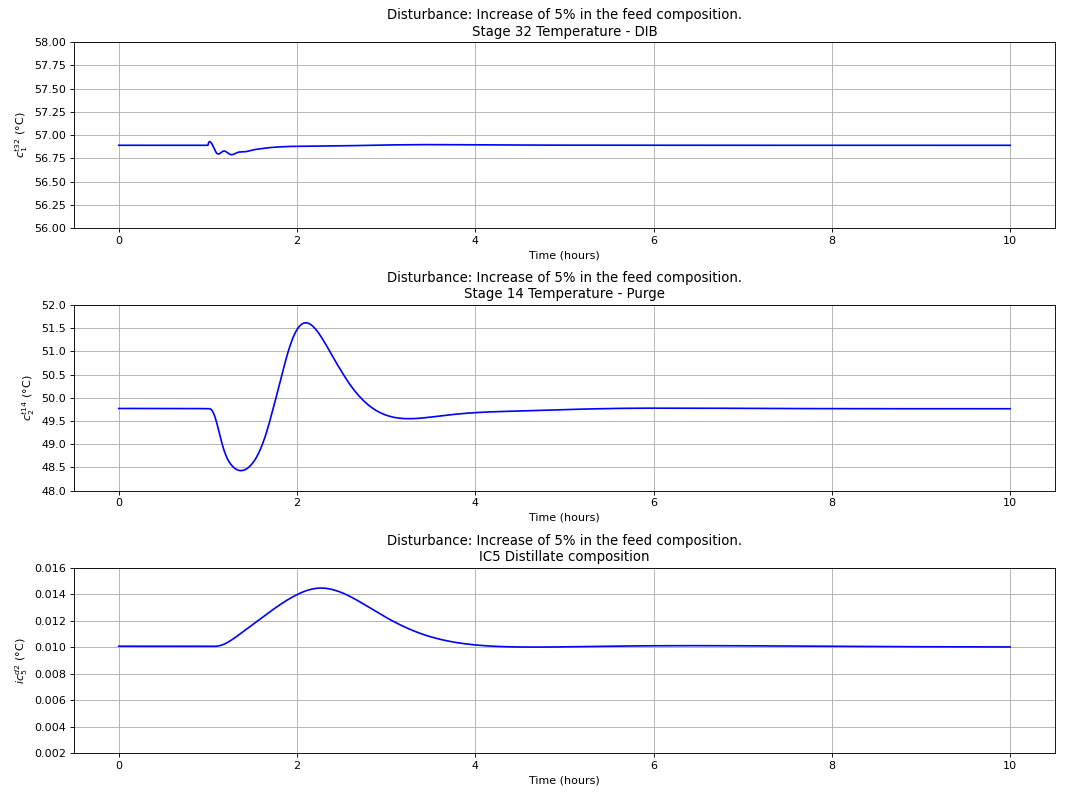 Disturbance: Increase of 5% in the feed composition.
Stage 32 Temperature - DIB
58.00
57.75
57.50
57.25
57.00
56.75
56.50
56.25
56.00
c₁ᵗ³² (°C)
0 2 4 6 8 10
Time (hours)
Disturbance: Increase of 5% in the feed composition.
Stage 14 Temperature - Purge
52.0
51.5
51.0
50.5
50.0
49.5
49.0
48.5
48.0
c₂ᵗ¹⁴ (°C)
0 2 4 6 8 10
Time (hours)
Disturbance: Increase of 5% in the feed composition.
IC5 Distillate composition
0.016
0.014
0.012
0.010
0.008
0.006
0.004
0.002
ic₅ᵈ² (°C)
0 2 4 6 8 10
Time (hours)